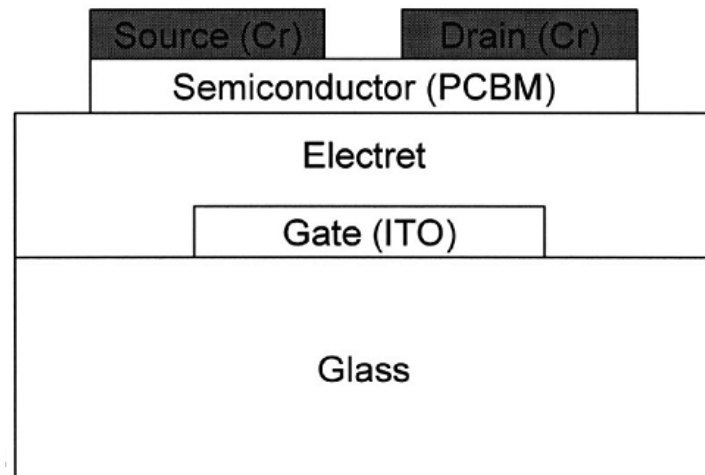 Source (Cr) Drain (Cr)
Semiconductor (PCBM)
Electret
Gate (ITO)
Glass